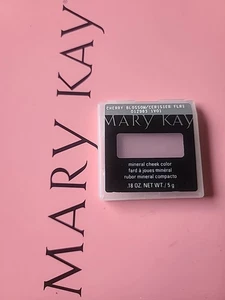 MARY KAY
CHERRY BLOSSOM/CERISIER FLRI
MARY KAY
mineral cheek color
fard à joues minéral
rubor mineral compacto
.18 OZ. NET WT./ 5 g